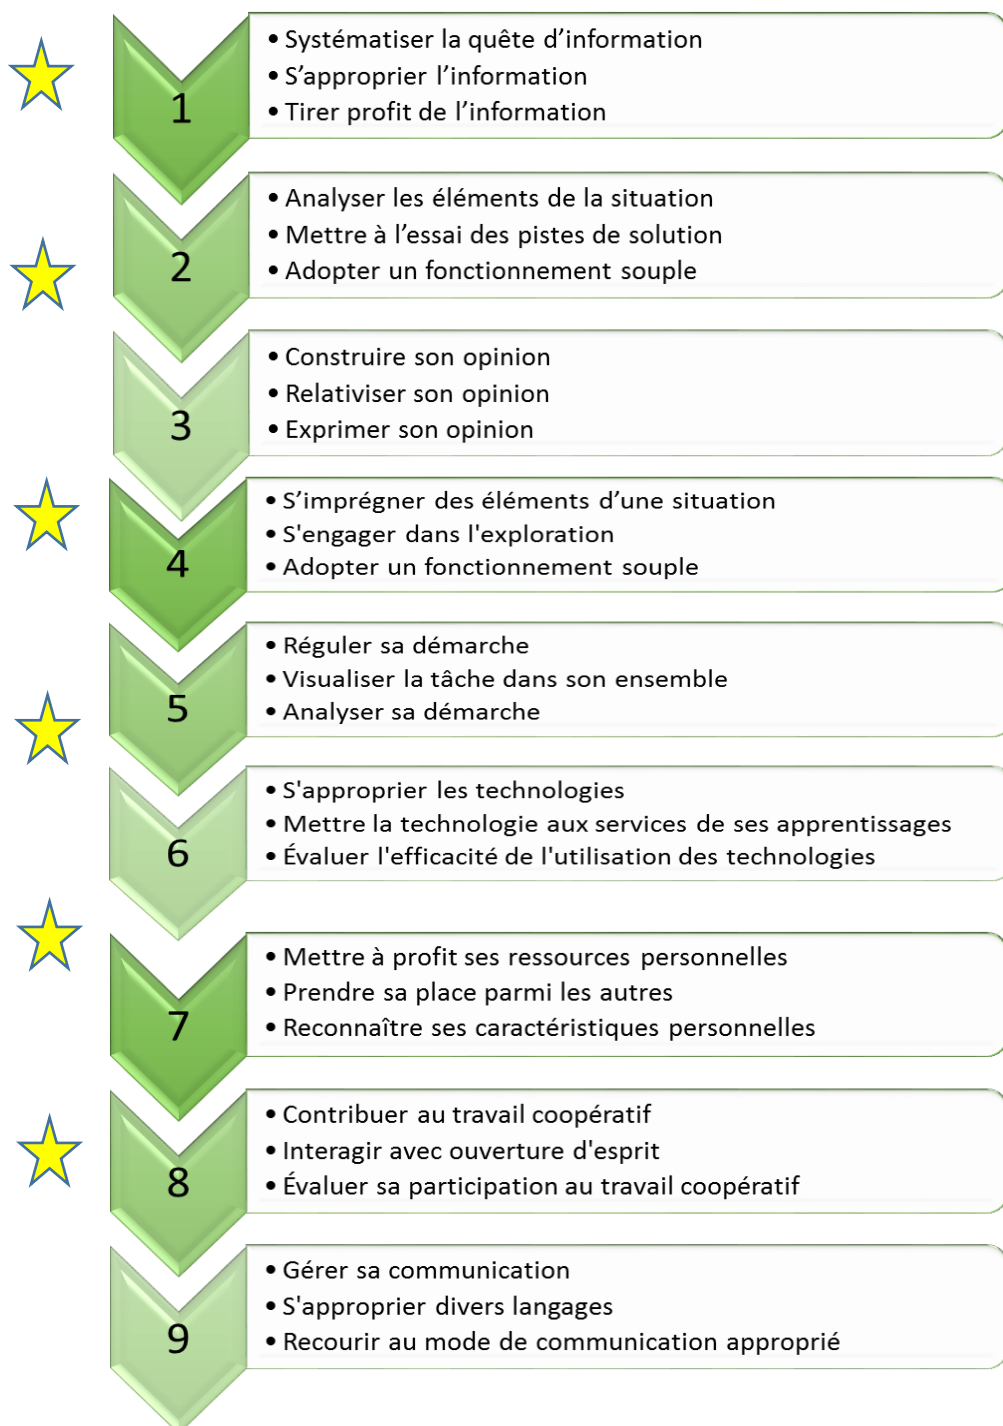 • Systématiser la quête d’information
• S’approprier l’information
• Tirer profit de l’information
1
• Analyser les éléments de la situation
• Mettre à l’essai des pistes de solution
• Adopter un fonctionnement souple
2
• Construire son opinion
• Relativiser son opinion
• Exprimer son opinion
3
• S’imprégner des éléments d’une situation
• S'engager dans l'exploration
• Adopter un fonctionnement souple
4
• Réguler sa démarche
• Visualiser la tâche dans son ensemble
• Analyser sa démarche
5
• S'approprier les technologies
• Mettre la technologie aux services de ses apprentissages
• Évaluer l'efficacité de l'utilisation des technologies
6
• Mettre à profit ses ressources personnelles
• Prendre sa place parmi les autres
• Reconnaître ses caractéristiques personnelles
7
• Contribuer au travail coopératif
• Interagir avec ouverture d'esprit
• Évaluer sa participation au travail coopératif
8
• Gérer sa communication
• S'approprier divers langages
• Recourir au mode de communication approprié
9